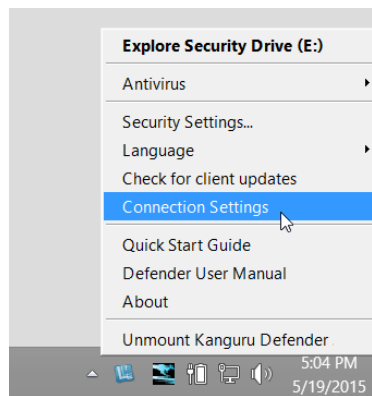 Explore Security Drive (E:)
Antivirus
Security Settings...
Language
Check for client updates
Connection Settings
Quick Start Guide
Defender User Manual
About
Unmount Kanguru Defender
5:04 PM
5/19/2015